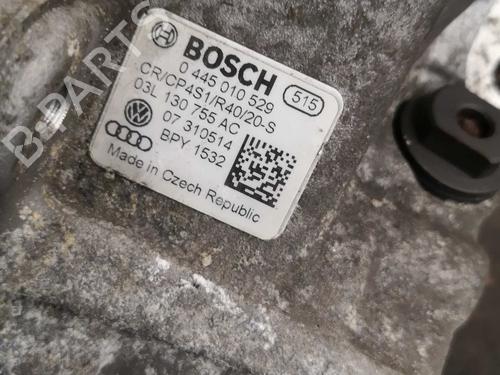 BOSCH
0 445 010 529
515
CR/CP4S1/R40/20-S
03L 130 755 AC
07 310514
BPY 1532
Made in Czech Republic